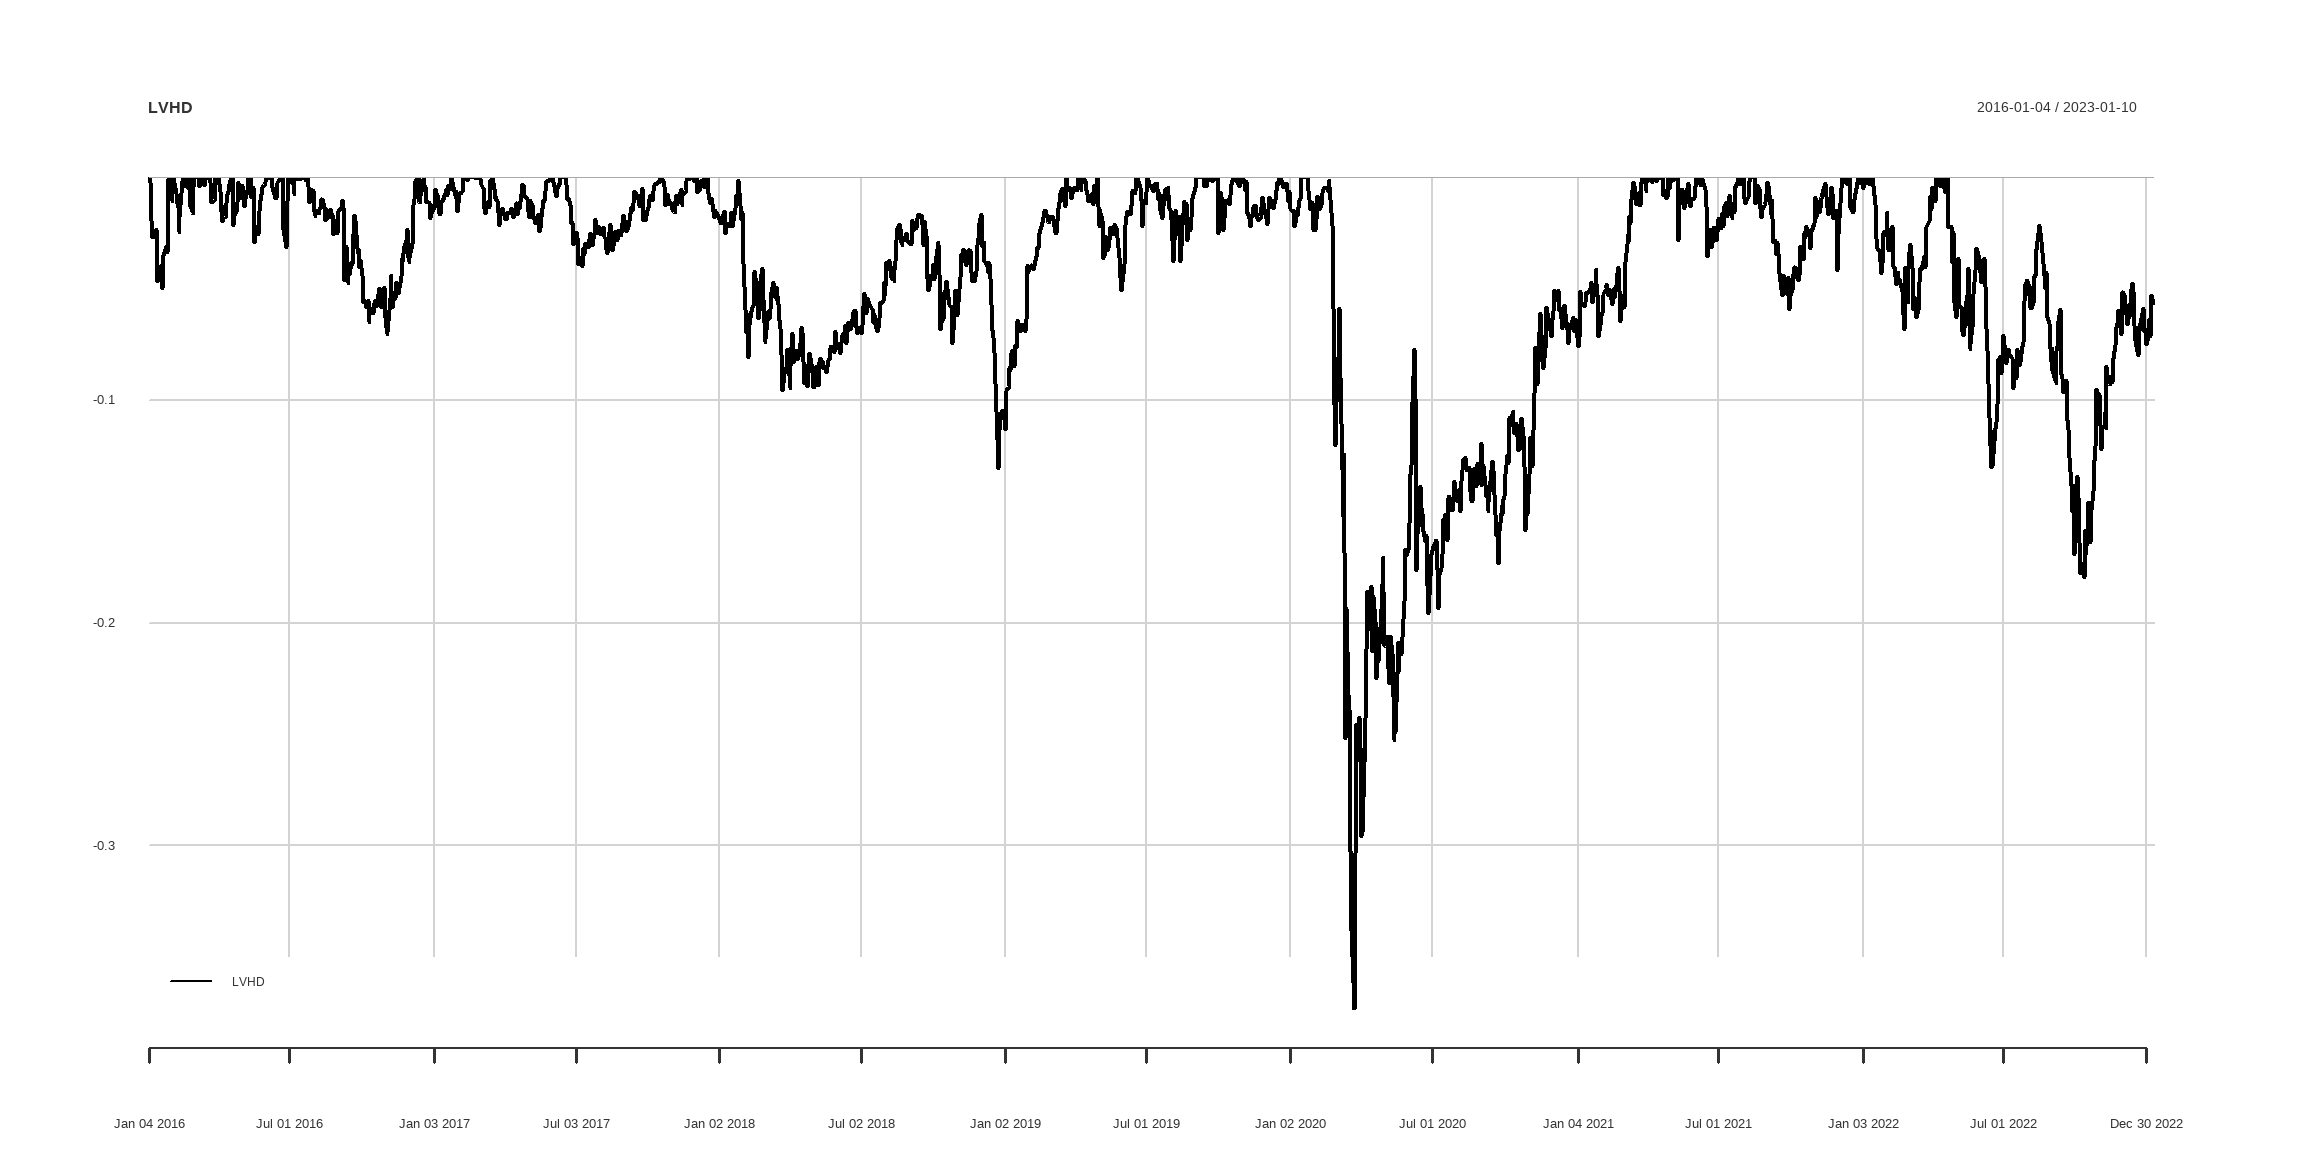 LVHD
2016-01-04 / 2023-01-10
-0.1
-0.2
-0.3
LVHD
Jan 04 2016
Jul 01 2016
Jan 03 2017
Jul 03 2017
Jan 02 2018
Jul 02 2018
Jan 02 2019
Jul 01 2019
Jan 02 2020
Jul 01 2020
Jan 04 2021
Jul 01 2021
Jan 03 2022
Jul 01 2022
Dec 30 2022